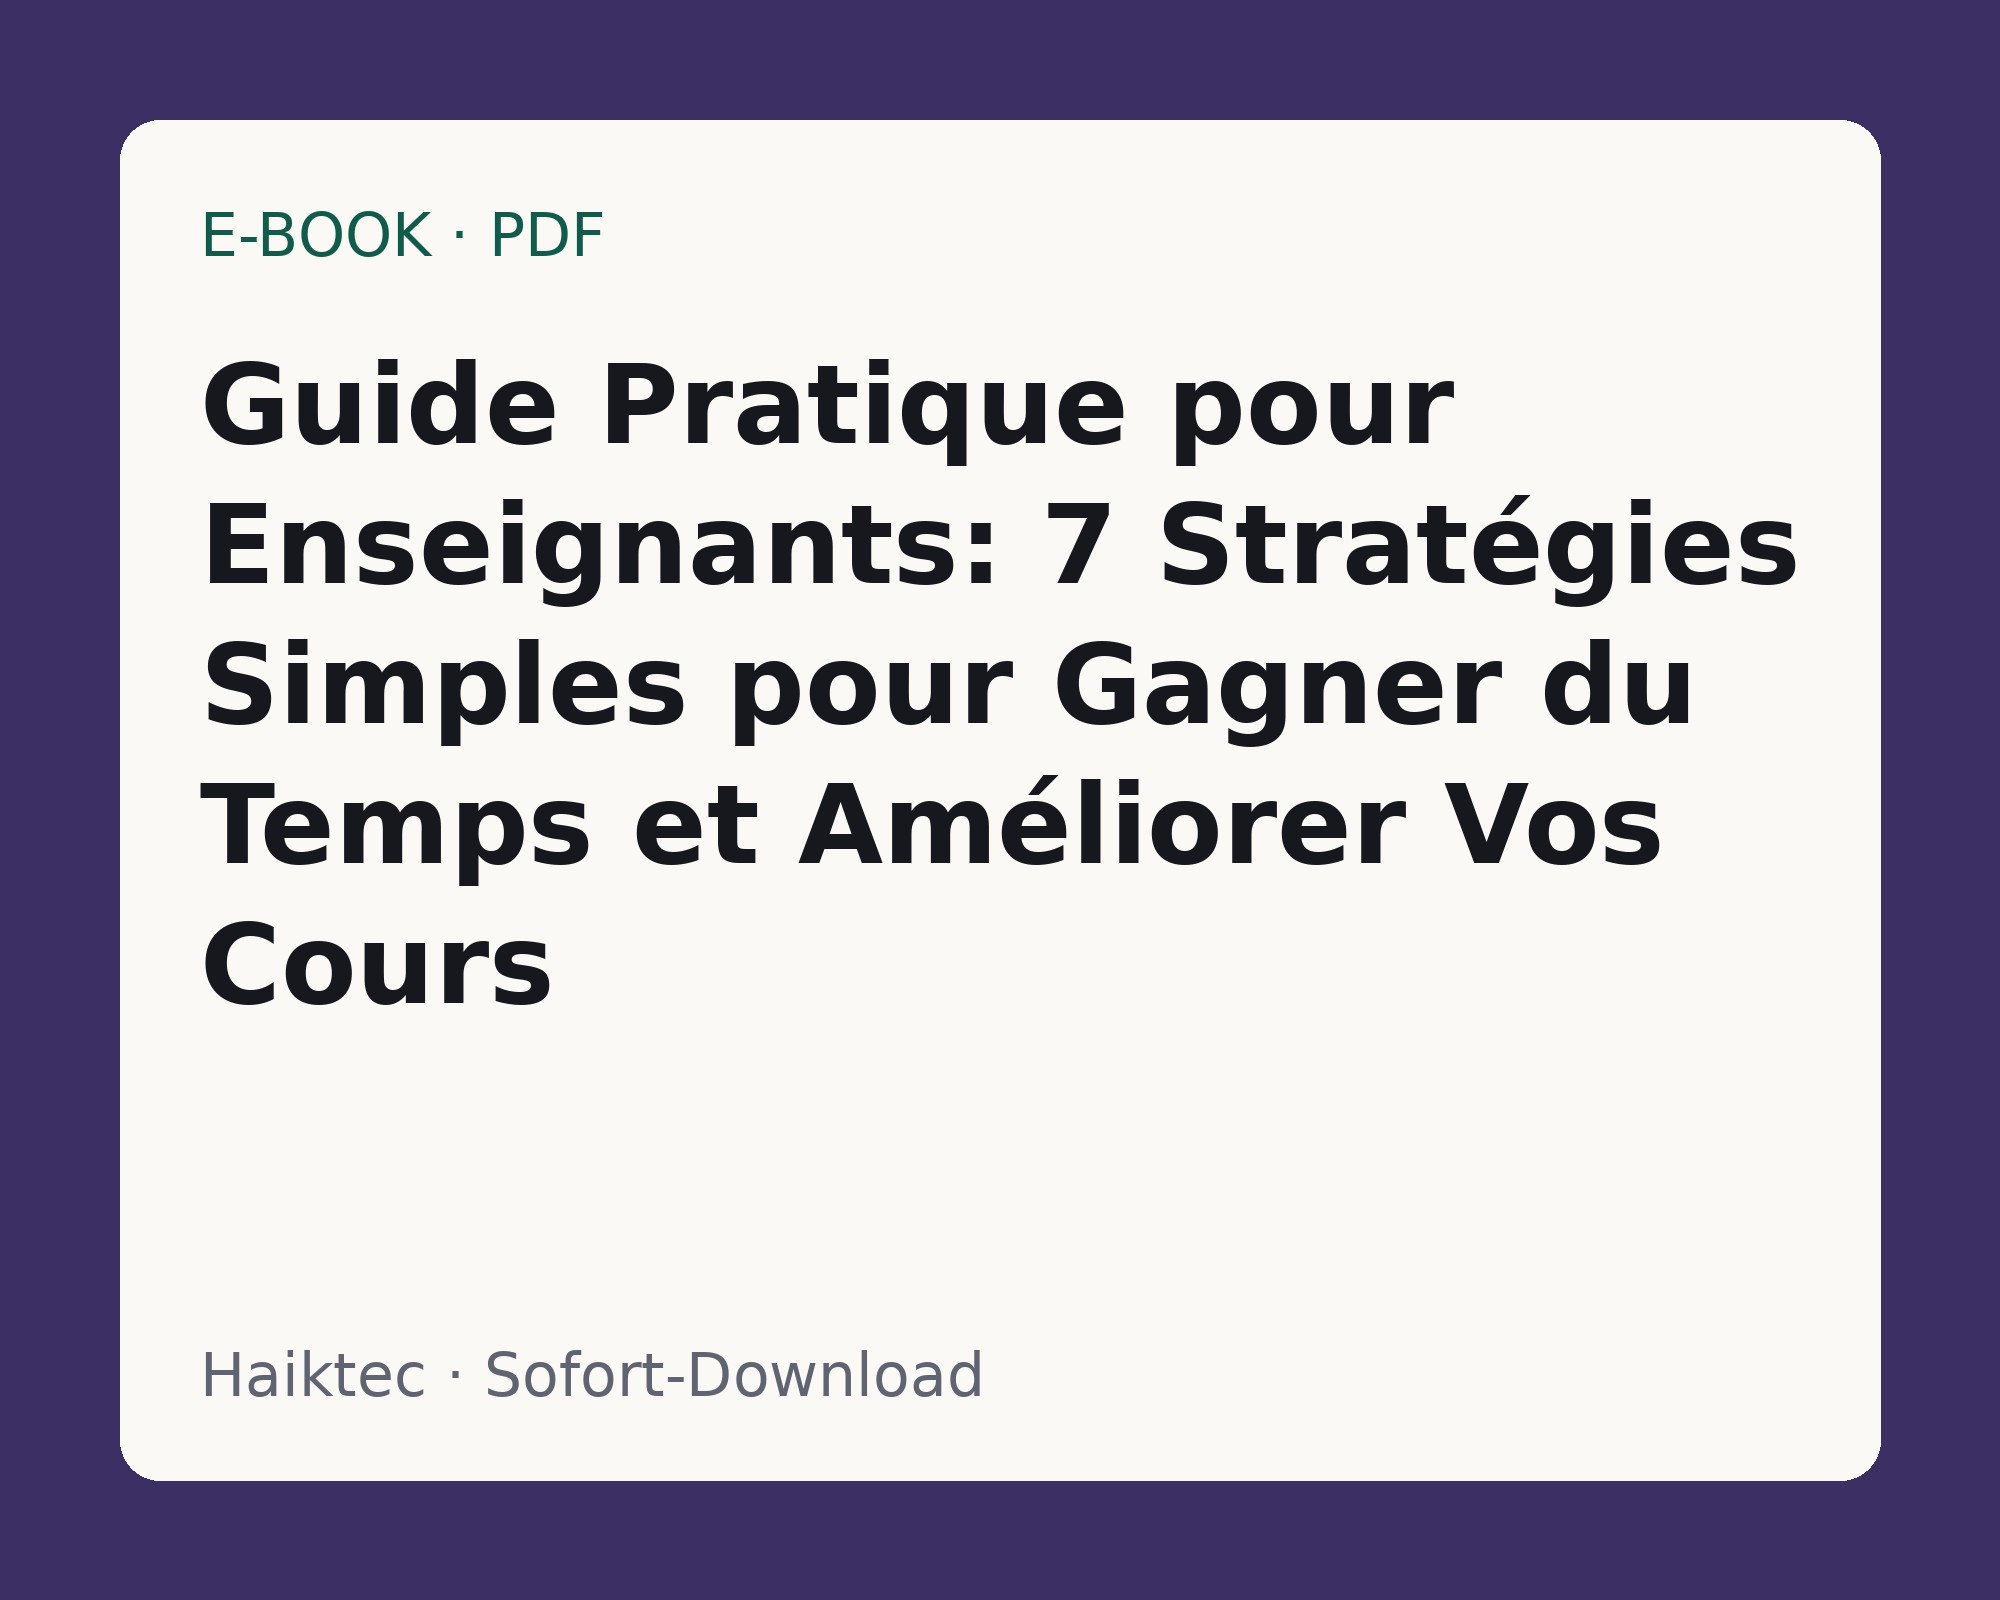 E-BOOK · PDF
Guide Pratique pour
Enseignants: 7 Stratégies
Simples pour Gagner du
Temps et Améliorer Vos
Cours
Haiktec · Sofort-Download